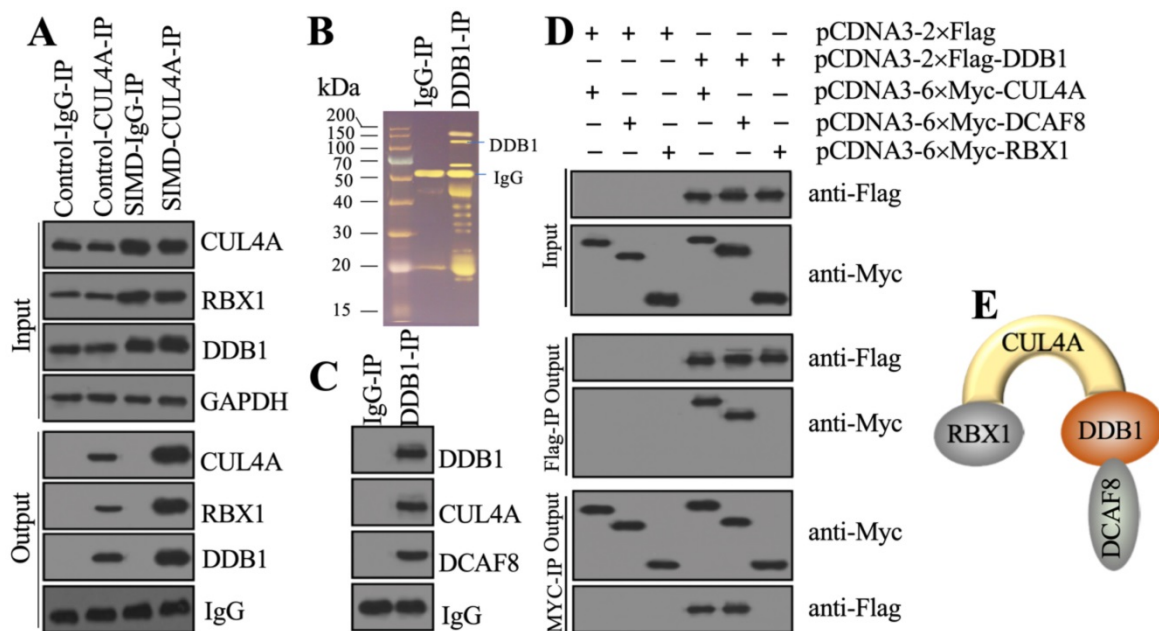 A
Control-IgG-IP
Control-CUL4A-IP
SIMD-IgG-IP
SIMD-CUL4A-IP
Input
CUL4A
RBX1
DDB1
GAPDH
Output
CUL4A
RBX1
DDB1
IgG
B
kDa
IgG-IP
DDB1-IP
200
150
100
70
50
40
30
20
15
DDB1
IgG
C
IgG-IP
DDB1-IP
DDB1
CUL4A
DCAF8
IgG
D
+ + + – – – pCDNA3-2×Flag
– – – + + + pCDNA3-2×Flag-DDB1
+ – – + – – pCDNA3-6×Myc-CUL4A
– + – – + – pCDNA3-6×Myc-DCAF8
– – + – – + pCDNA3-6×Myc-RBX1
Input
anti-Flag
anti-Myc
Flag-IP Output
anti-Flag
anti-Myc
MYC-IP Output
anti-Myc
anti-Flag
E
CUL4A
RBX1
DDB1
DCAF8